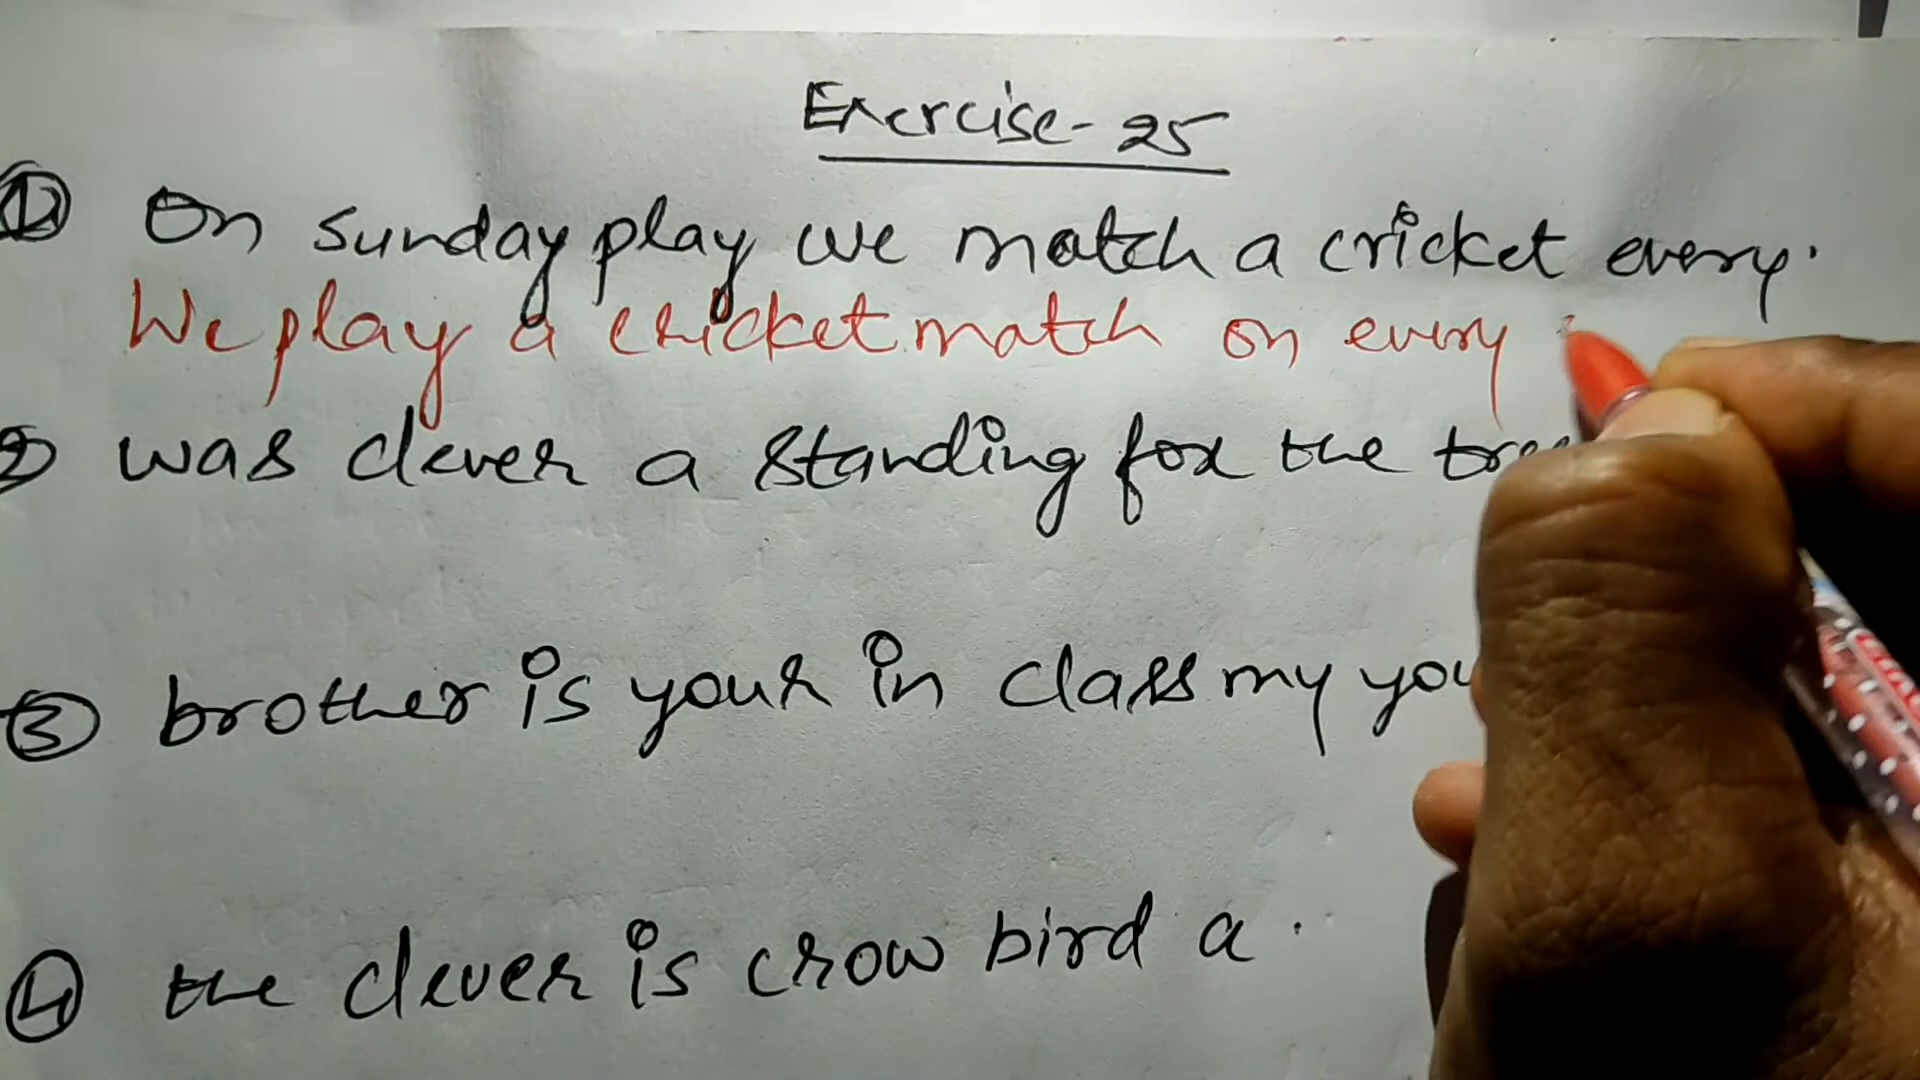 Exercise-25
① On sunday play we match a cricket every.
We play a cricket match on every
② was clever a standing fox the
③ brother is your in class my
④ the clever is crow bird a.